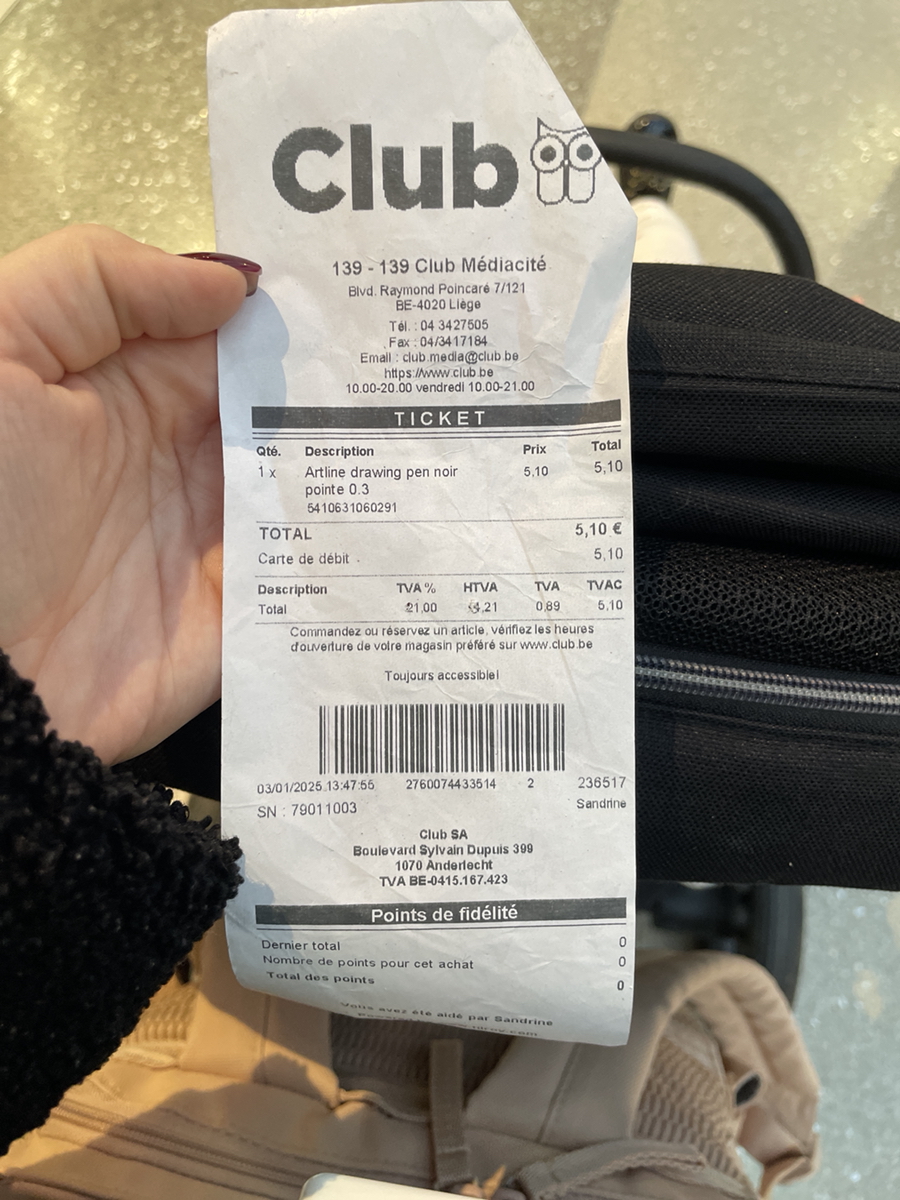 Club
139 - 139 Club Médiacité
Blvd. Raymond Poincaré 7/121
BE-4020 Liège
Tél. : 04 3427505
Fax : 04/3417184
Email : club.media@club.be
https://www.club.be
10.00-20.00 vendredi 10.00-21.00
TICKET
Qté. Description Prix Total
1 x Artline drawing pen noir 5,10 5,10
pointe 0.3
5410631060291
TOTAL 5,10 €
Carte de débit 5,10
Description TVA % HTVA TVA TVAC
Total 21,00 4,21 0,89 5,10
Commandez ou réservez un article, vérifiez les heures
d'ouverture de votre magasin préféré sur www.club.be
Toujours accessible!
03/01/2025 13:47:55 2760074433514 2 236517
SN : 79011003 Sandrine
Club SA
Boulevard Sylvain Dupuis 399
1070 Anderlecht
TVA BE-0415.167.423
Points de fidélité
Dernier total 0
Nombre de points pour cet achat 0
Total des points 0
Vous avez été aidé par Sandrine